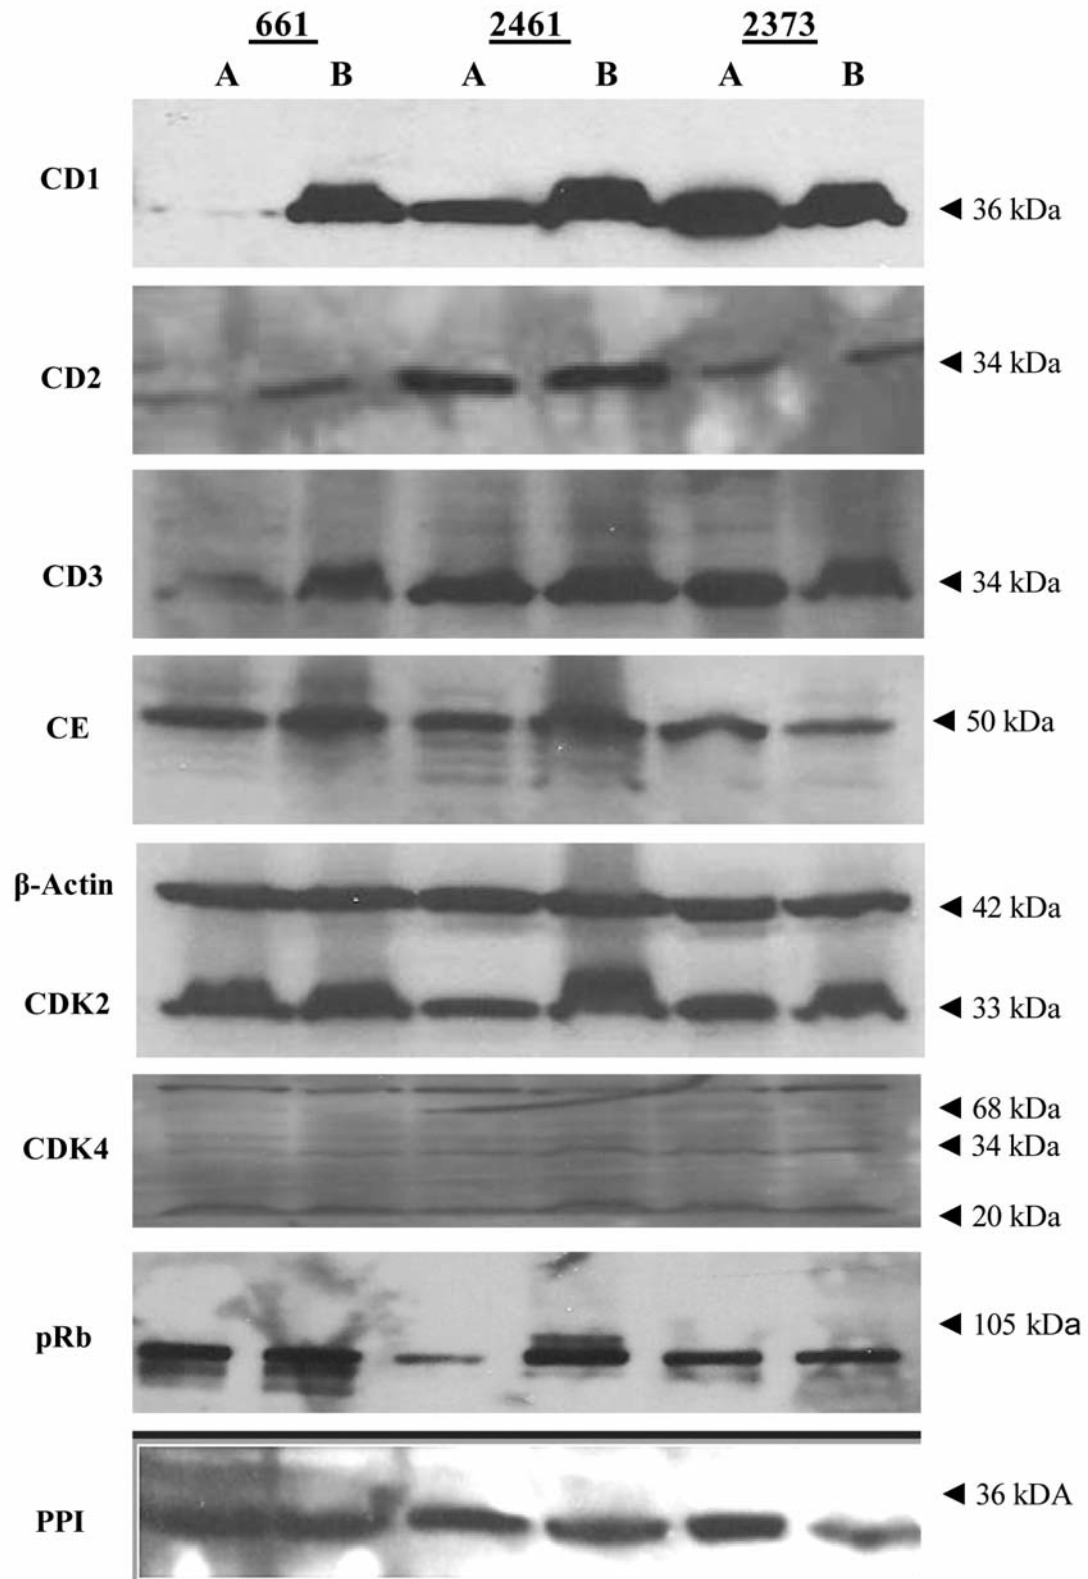 661 2461 2373
A B A B A B
CD1
36 kDa
CD2
34 kDa
CD3
34 kDa
CE
50 kDa
β-Actin
42 kDa
CDK2
33 kDa
68 kDa
CDK4
34 kDa
20 kDa
pRb
105 kDa
PPI
36 kDA